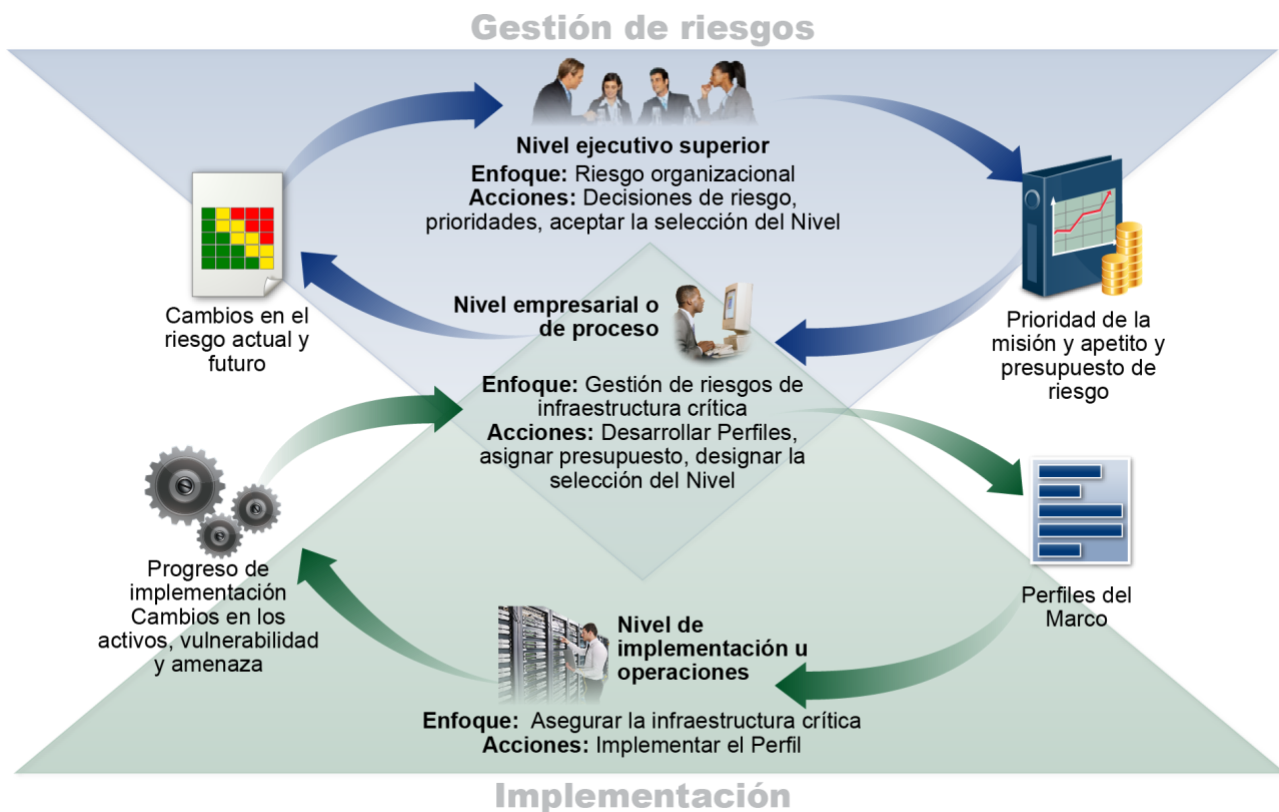 Gestión de riesgos
Nivel ejecutivo superior
Enfoque: Riesgo organizacional
Acciones: Decisiones de riesgo,
prioridades, aceptar la selección del Nivel
Cambios en el
riesgo actual y
futuro
Nivel empresarial o
de proceso
Prioridad de la
misión y apetito y
presupuesto de
riesgo
Enfoque: Gestión de riesgos de
infraestructura crítica
Acciones: Desarrollar Perfiles,
asignar presupuesto, designar la
selección del Nivel
Progreso de
implementación
Cambios en los
activos, vulnerabilidad
y amenaza
Perfiles del
Marco
Nivel de
implementación u
operaciones
Enfoque: Asegurar la infraestructura crítica
Acciones: Implementar el Perfil
Implementación